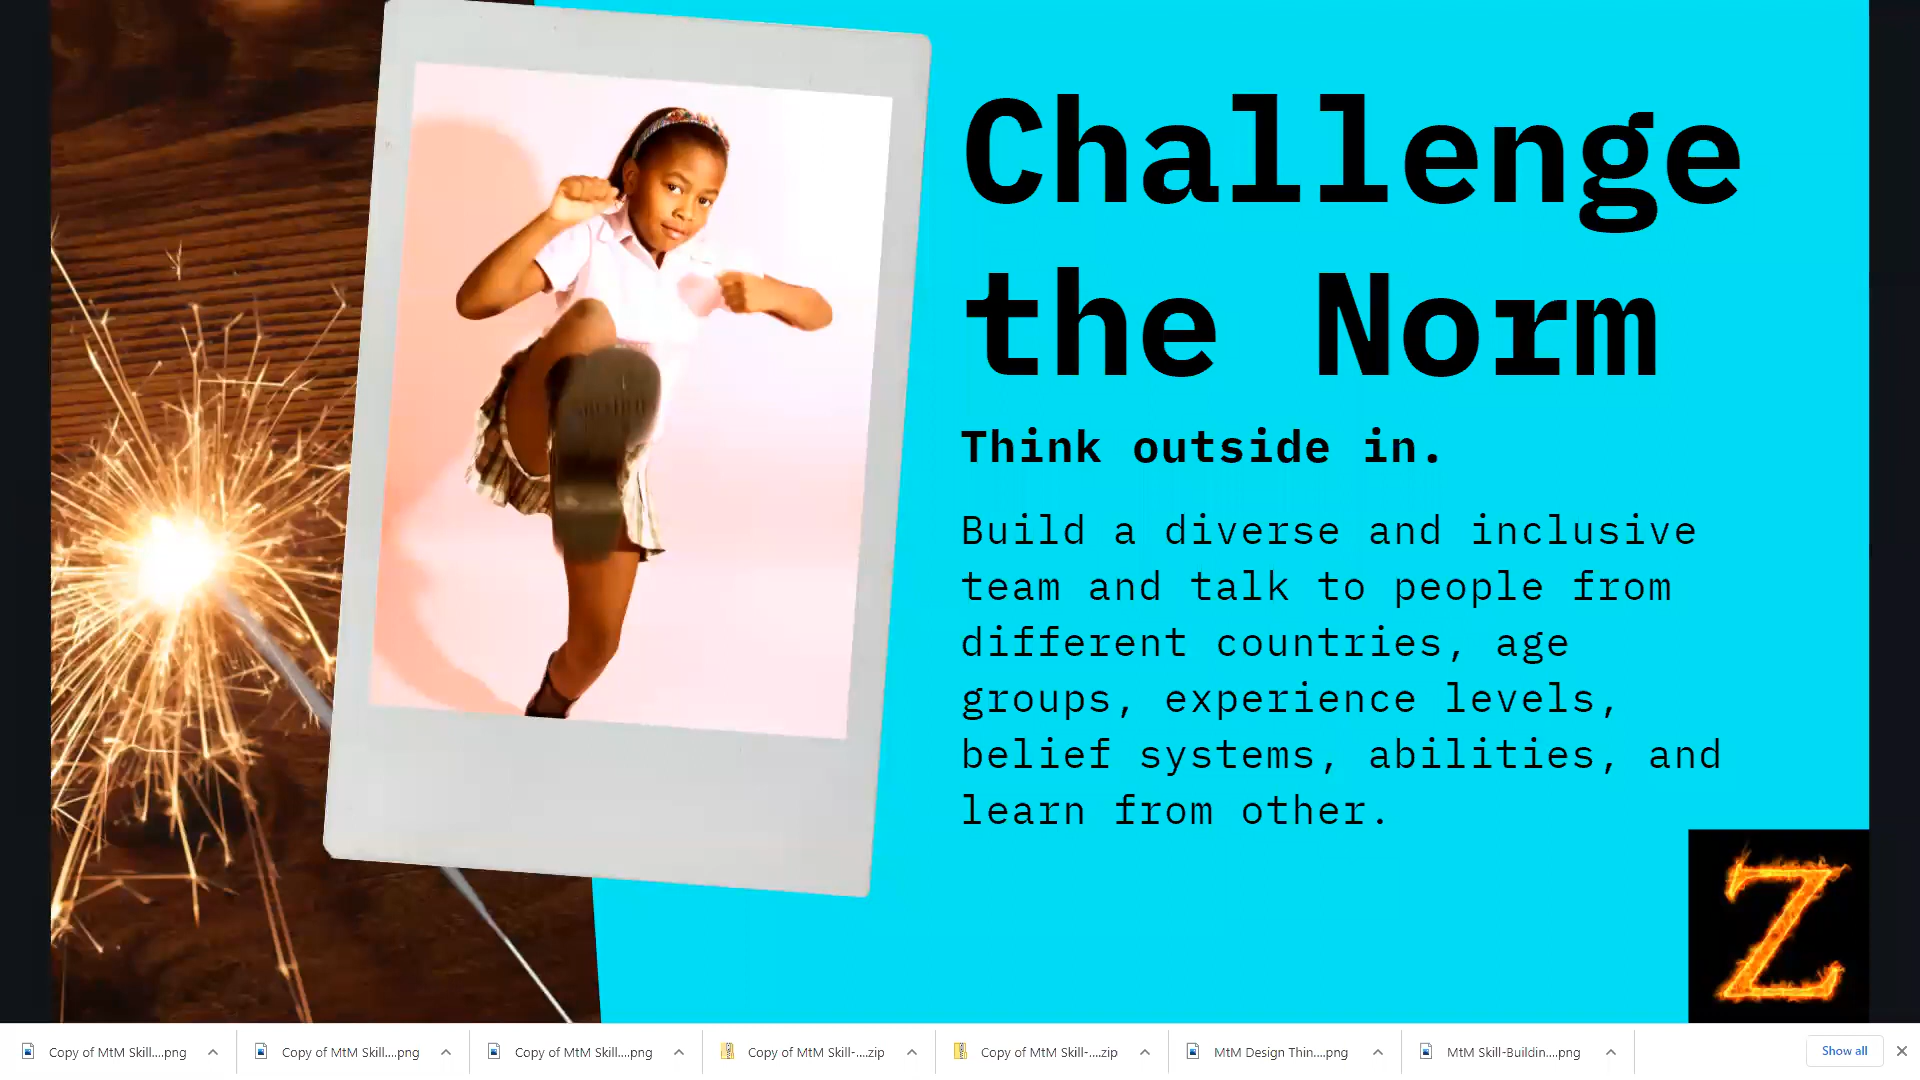 Challenge
the Norm
Think outside in.
Build a diverse and inclusive
team and talk to people from
different countries, age
groups, experience levels,
belief systems, abilities, and
learn from other.
Z
Copy of MtM Skill....png
Copy of MtM Skill....png
Copy of MtM Skill....png
Copy of MtM Skill-....zip
Copy of MtM Skill-....zip
MtM Design Thin....png
MtM Skill-Buildin....png
Show all